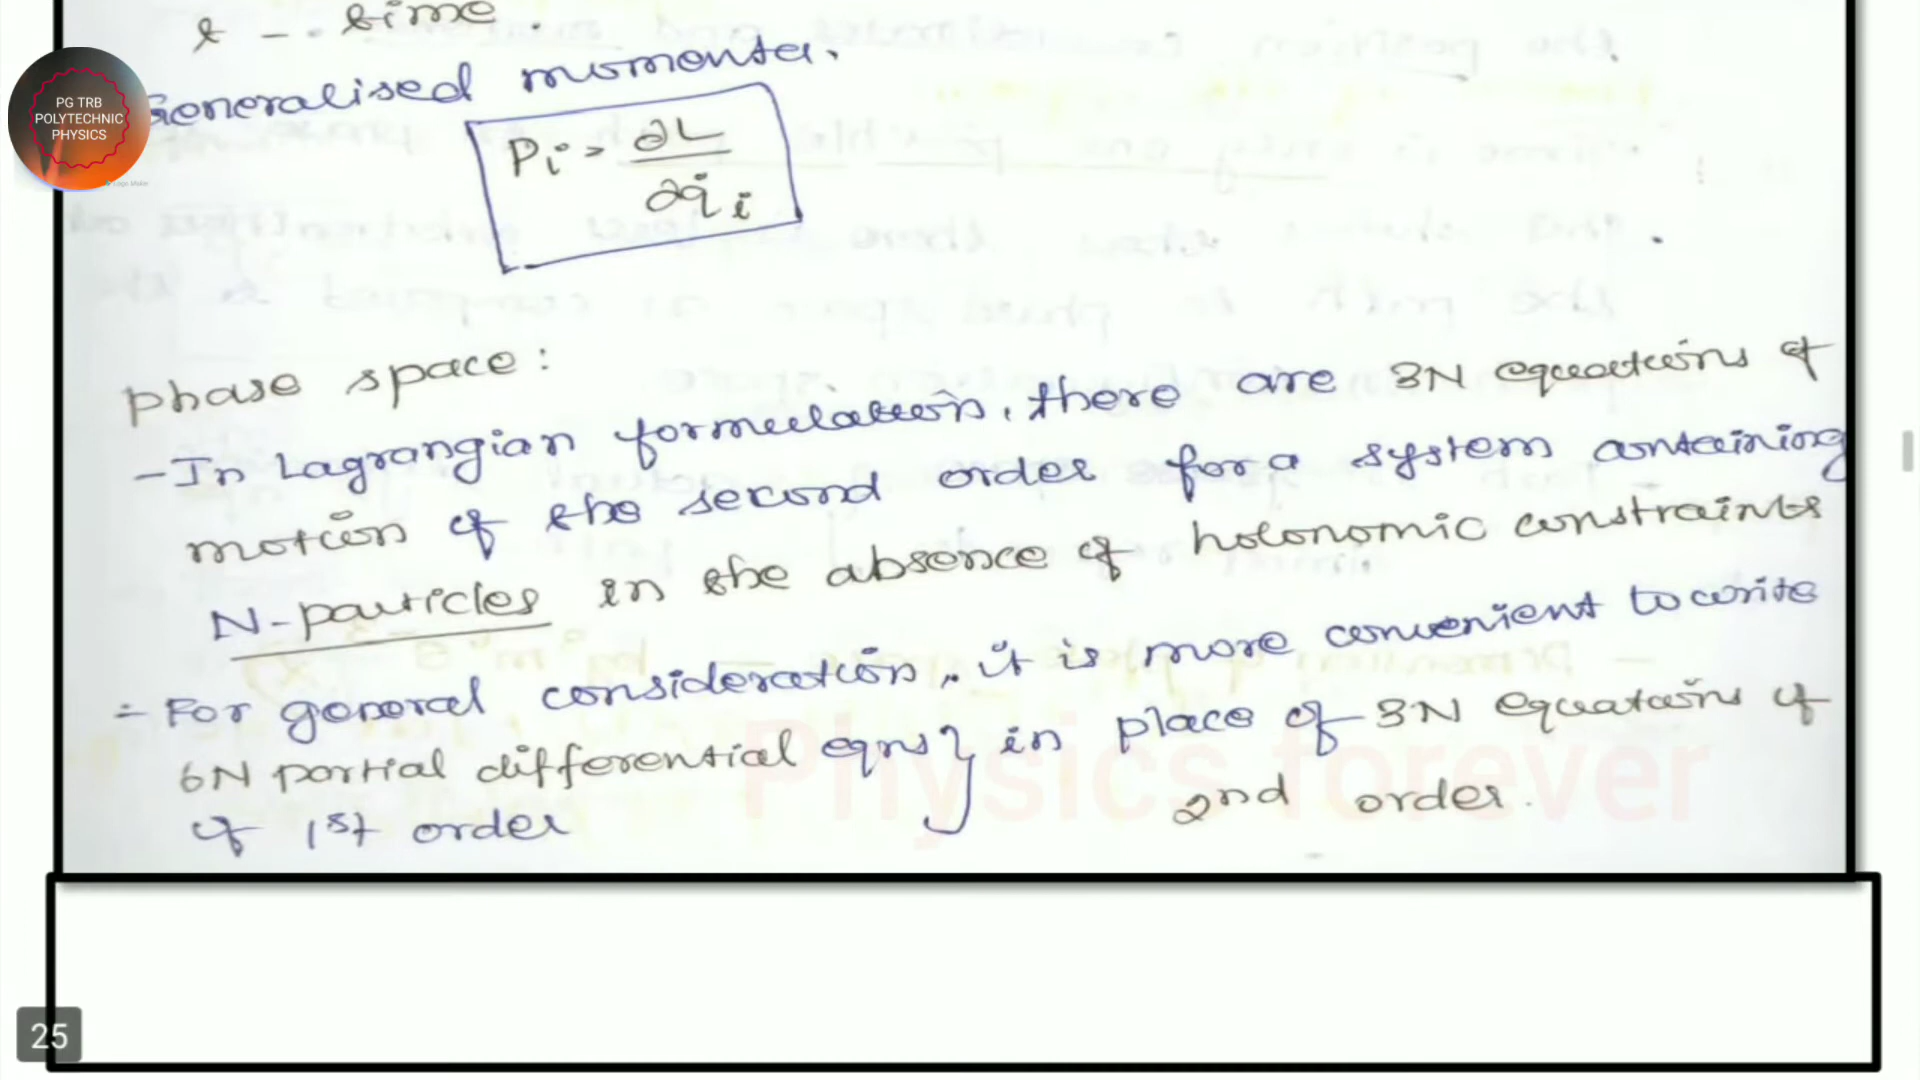 & - . time.
Generalised momenta.
Pi = ∂L
∂q̇i
PG TRB
POLYTECHNIC
PHYSICS
phase space:
- In Lagrangian formulation, there are 3N equations of
motion of the second order for a system containing
N-particles in the absence of holonomic constraints
- For general consideration, it is more convenient to write
6N partial differential eqns } in place of 3N equations of
of 1st order 2nd order.
Physics forever
25